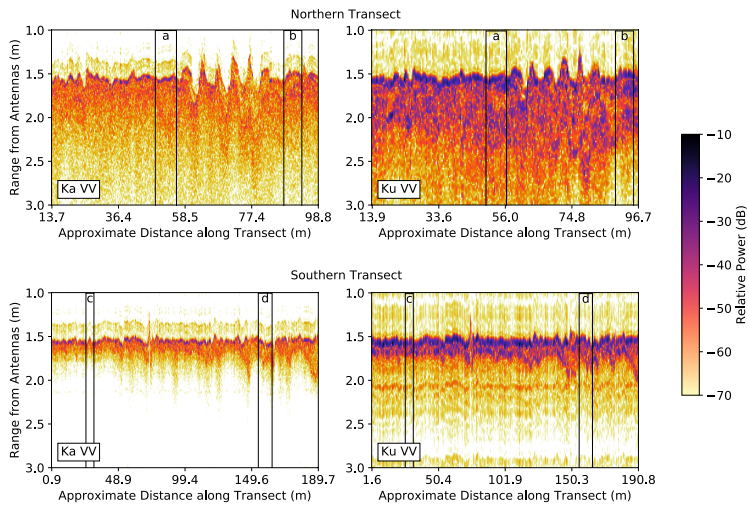 Northern Transect
1.0
1.5
2.0
2.5
3.0
Range from Antennas (m)
a
b
Ka VV
13.7 36.4 58.5 77.4 98.8
Approximate Distance along Transect (m)
1.0
1.5
2.0
2.5
3.0
a
b
Ku VV
13.9 33.6 56.0 74.8 96.7
Approximate Distance along Transect (m)
Southern Transect
1.0
1.5
2.0
2.5
3.0
Range from Antennas (m)
c
d
Ka VV
0.9 48.9 99.4 149.6 189.7
Approximate Distance along Transect (m)
1.0
1.5
2.0
2.5
3.0
c
d
Ku VV
1.6 50.4 101.9 150.3 190.8
Approximate Distance along Transect (m)
−10
−20
−30
−40
−50
−60
−70
Relative Power (dB)